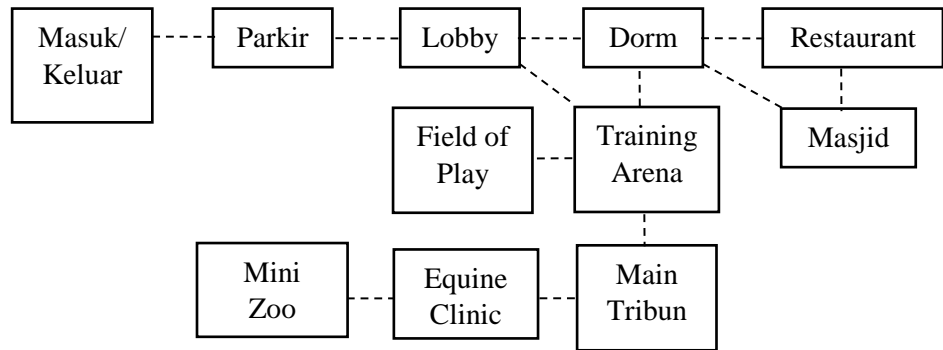 Masuk/
Keluar
Parkir
Lobby
Dorm
Restaurant
Field of
Play
Training
Arena
Masjid
Mini
Zoo
Equine
Clinic
Main
Tribun